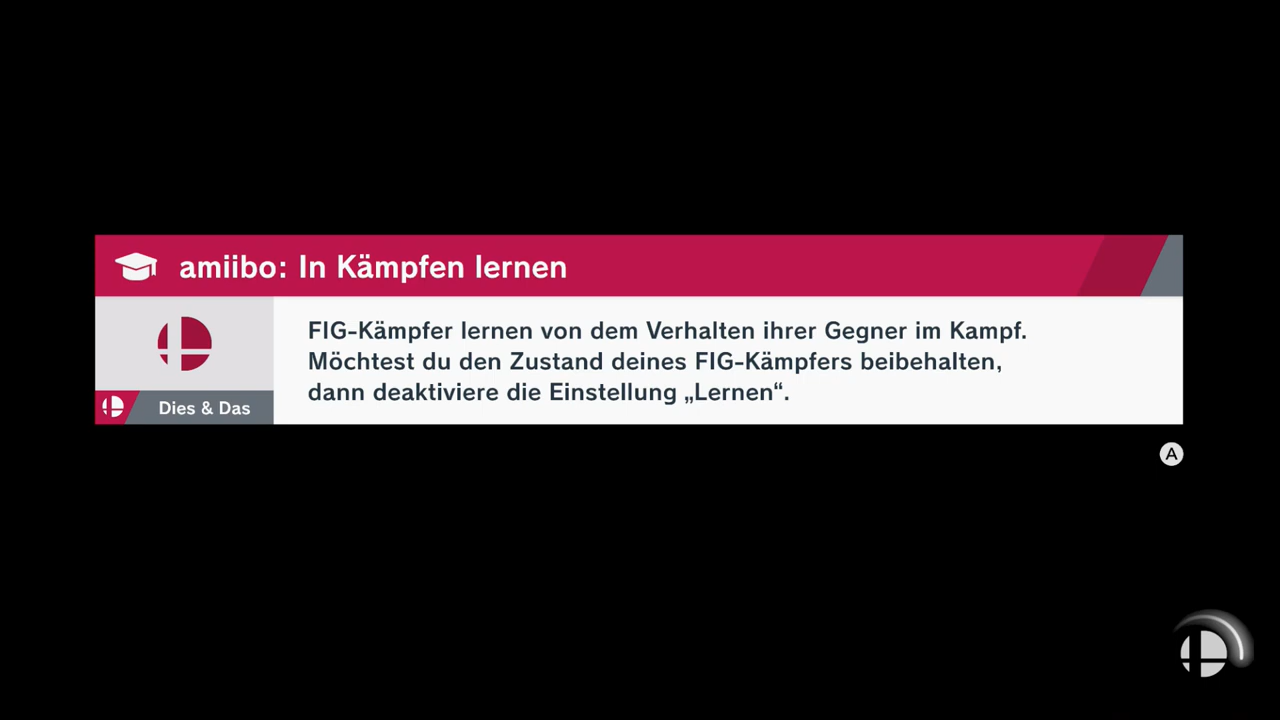 amiibo: In Kämpfen lernen
FIG-Kämpfer lernen von dem Verhalten ihrer Gegner im Kampf.
Möchtest du den Zustand deines FIG-Kämpfers beibehalten,
dann deaktiviere die Einstellung „Lernen“.
Dies & Das
A